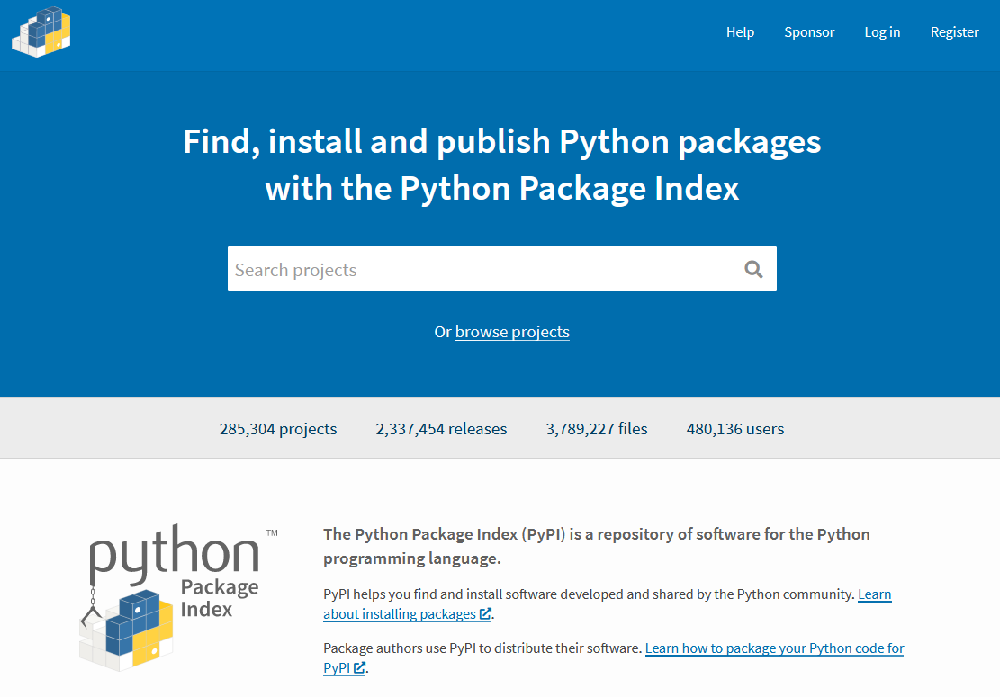 Help Sponsor Log in Register
Find, install and publish Python packages
with the Python Package Index
Search projects
Or browse projects
285,304 projects 2,337,454 releases 3,789,227 files 480,136 users
python ™
Package
Index
The Python Package Index (PyPI) is a repository of software for the Python
programming language.
PyPI helps you find and install software developed and shared by the Python community. Learn
about installing packages.
Package authors use PyPI to distribute their software. Learn how to package your Python code for
PyPI.